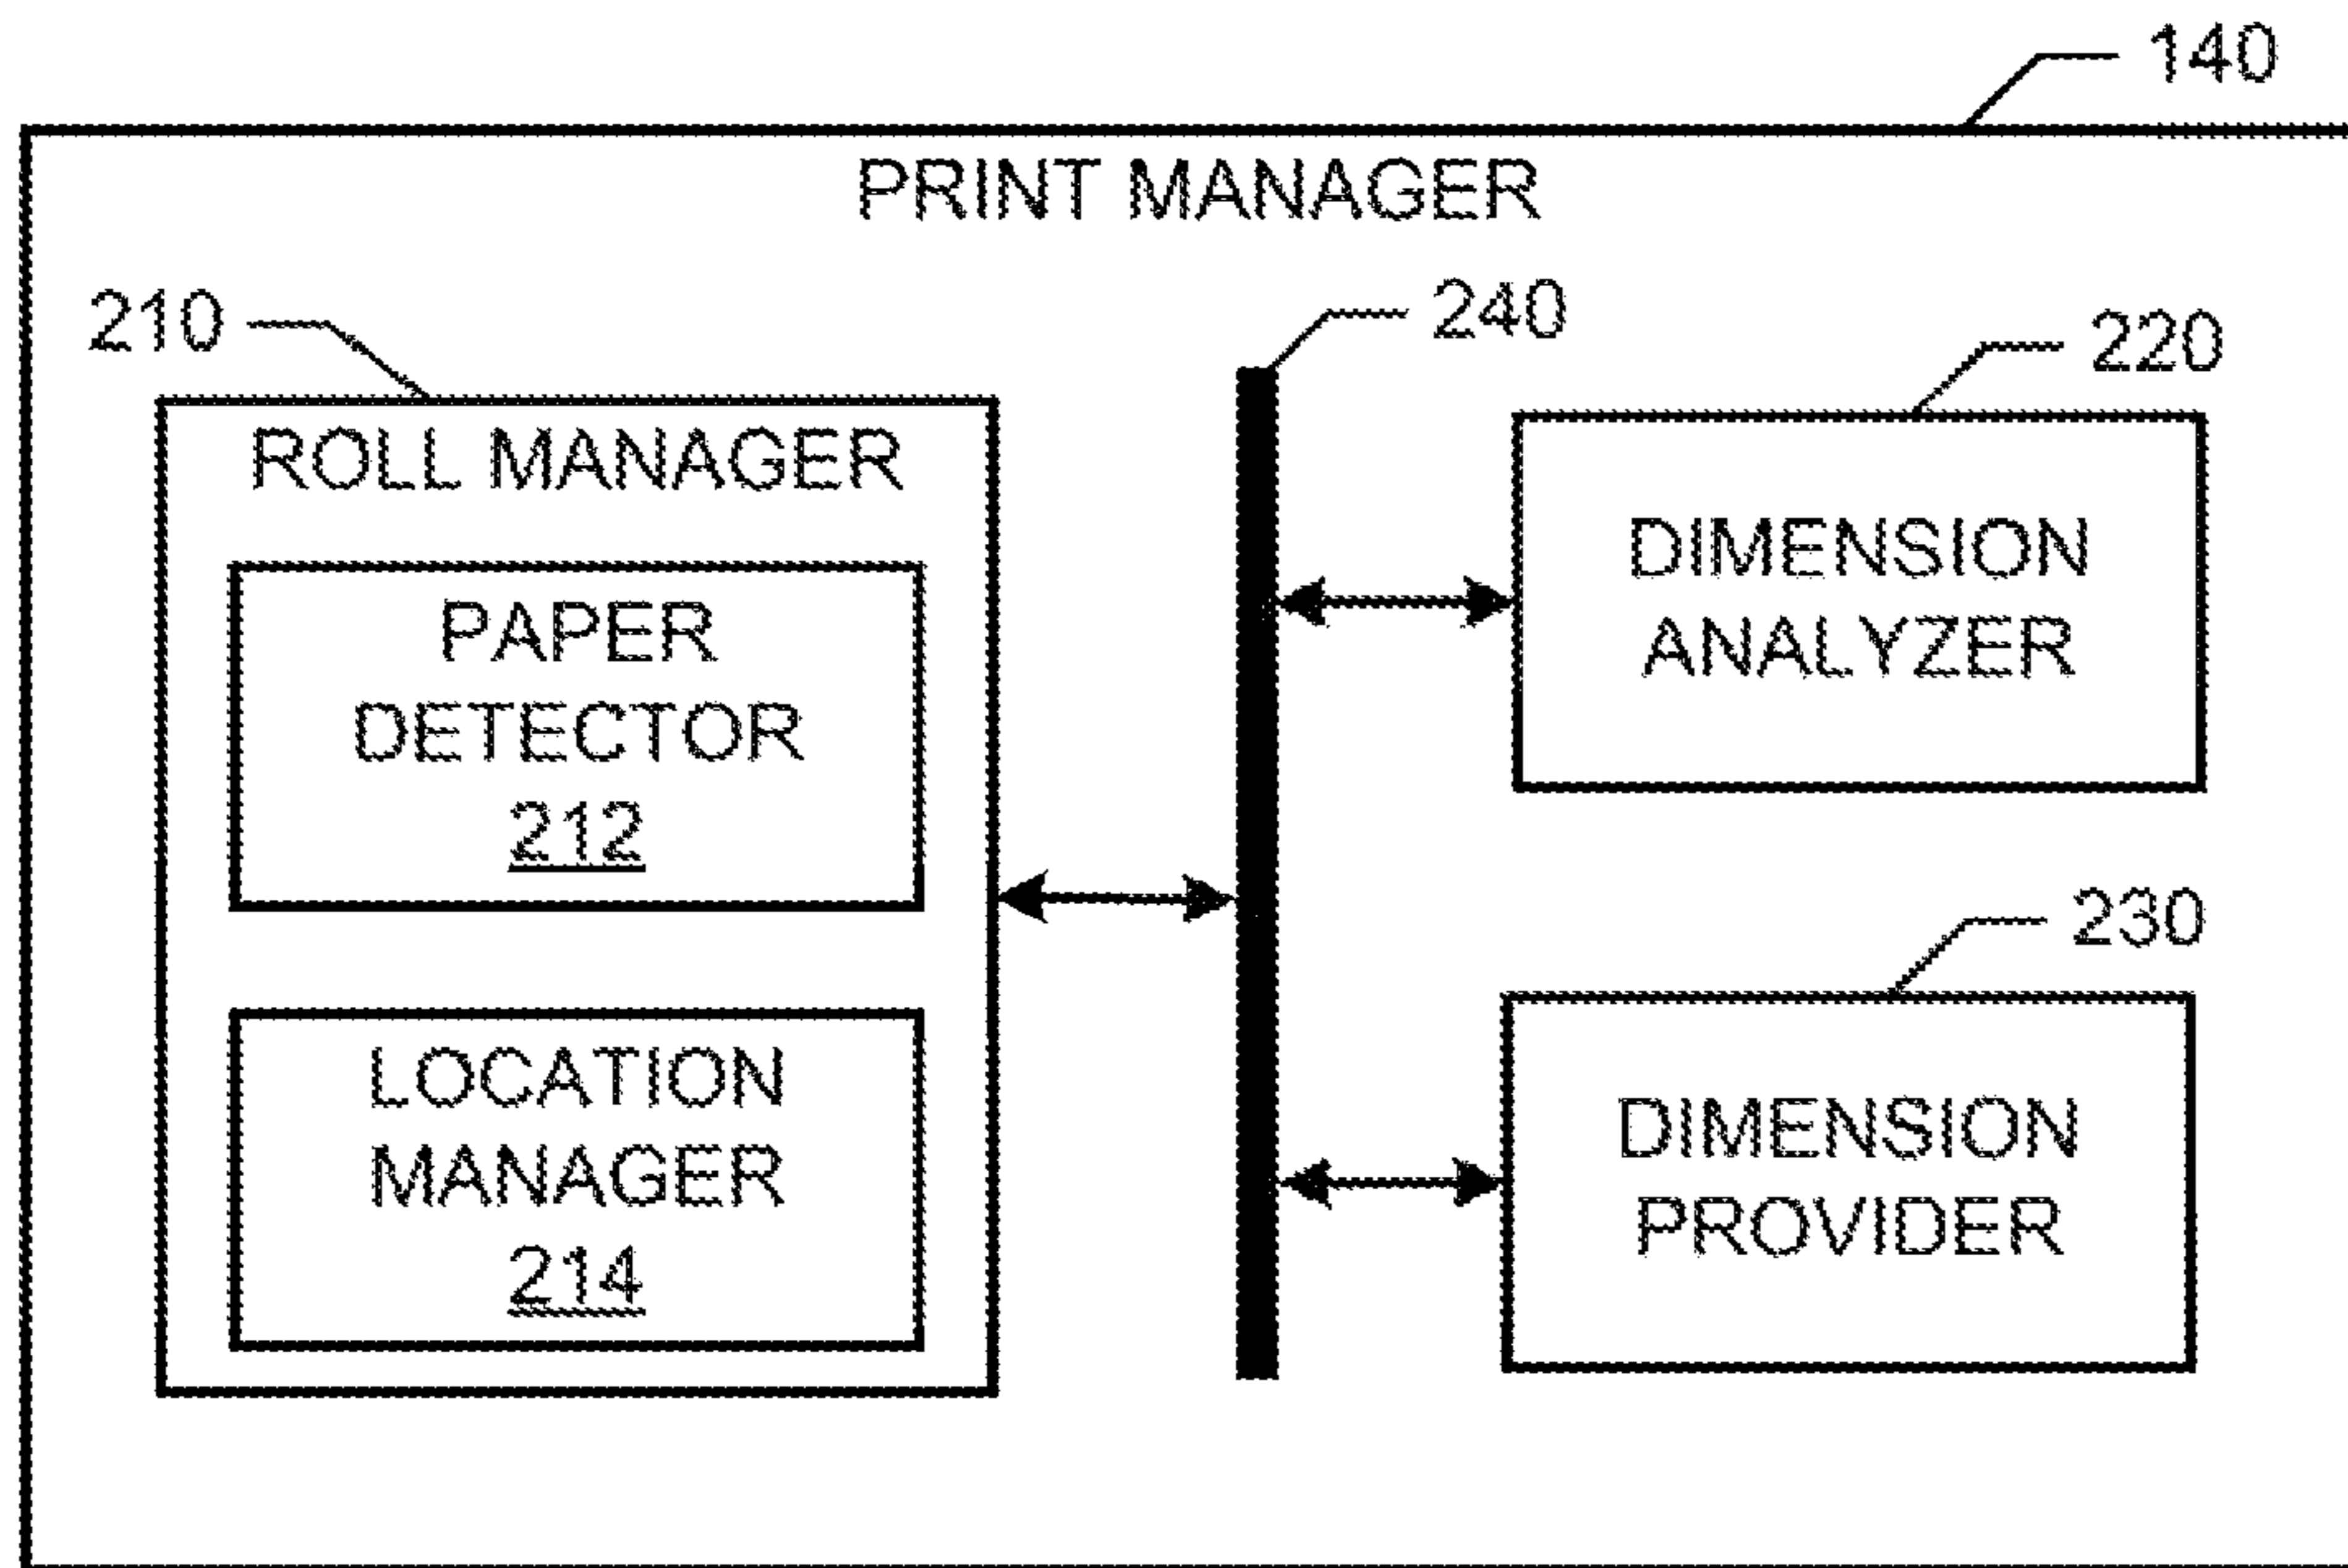 140
PRINT MANAGER
210
240
220
ROLL MANAGER
PAPER
DETECTOR
212
DIMENSION
ANALYZER
230
LOCATION
MANAGER
214
DIMENSION
PROVIDER